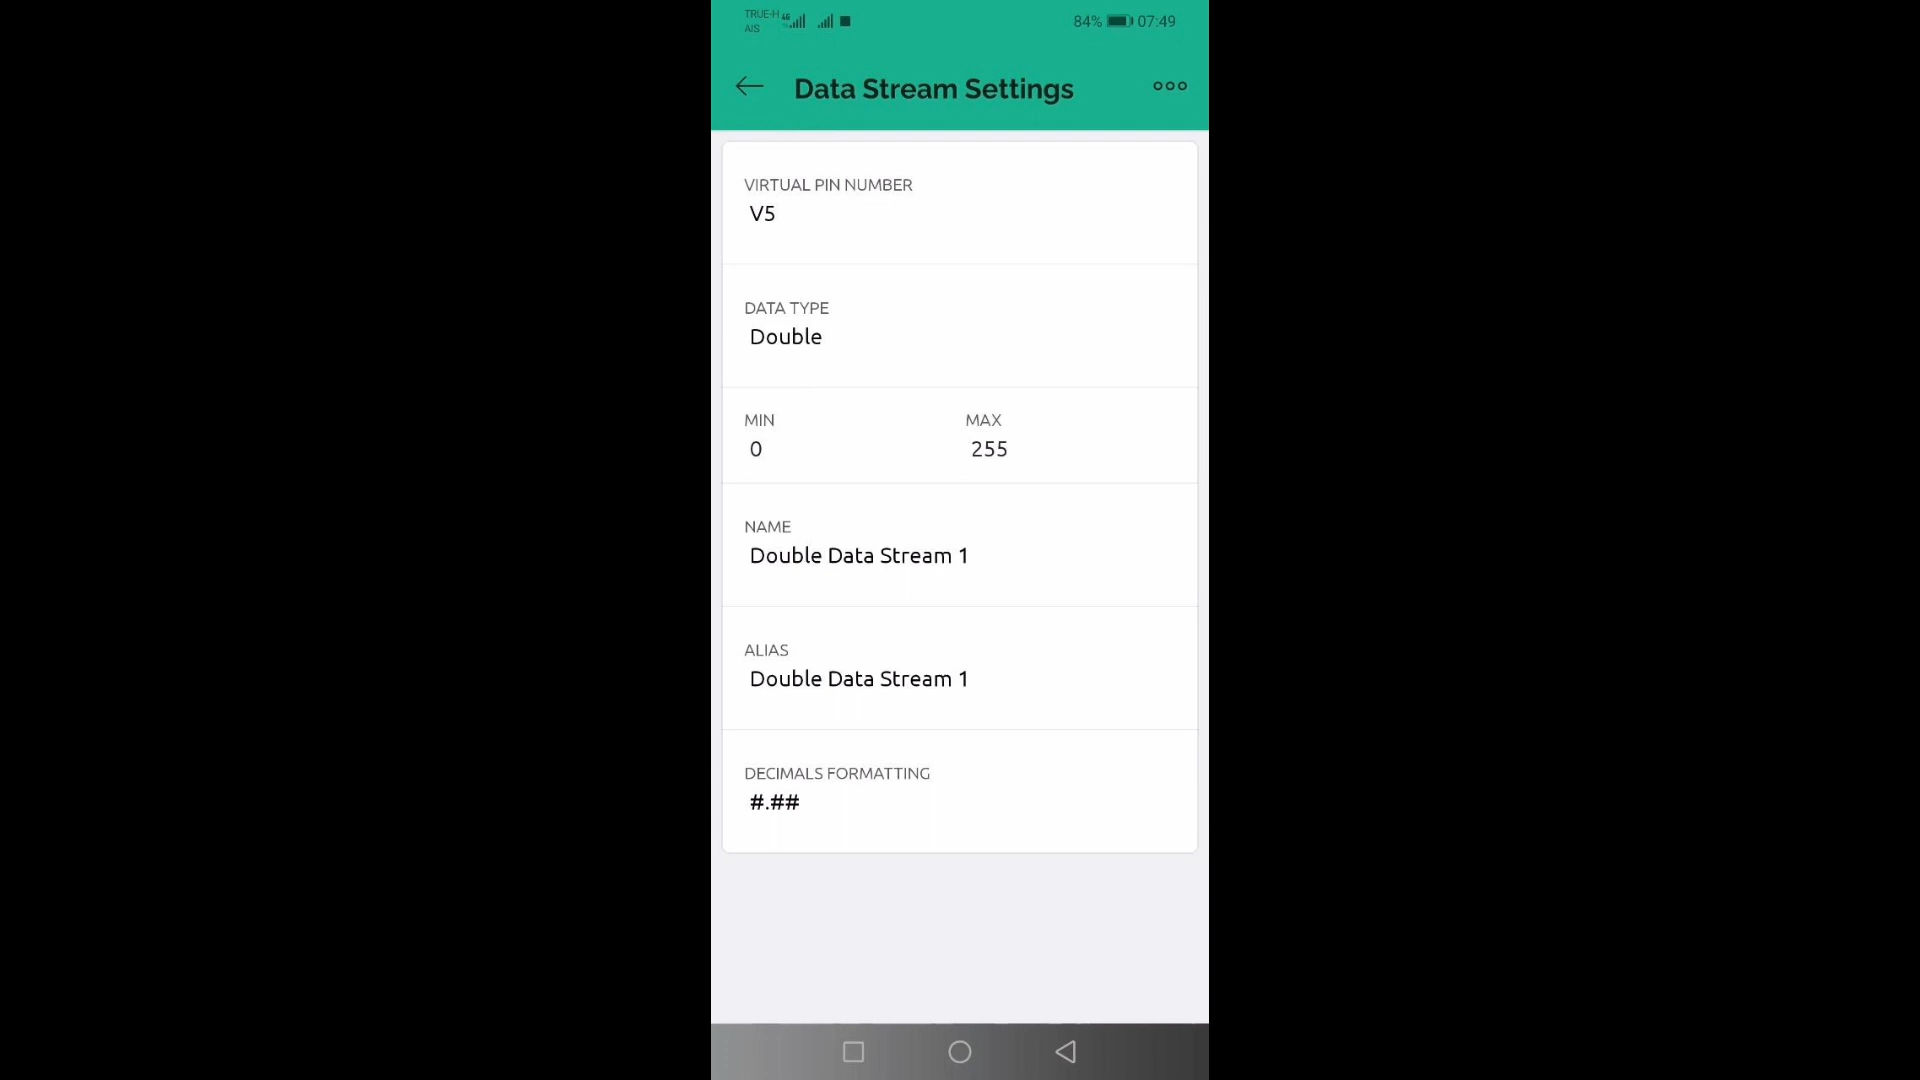 TRUE-H 4G
AIS
84% 07:49
Data Stream Settings
VIRTUAL PIN NUMBER
V5
DATA TYPE
Double
MIN MAX
0 255
NAME
Double Data Stream 1
ALIAS
Double Data Stream 1
DECIMALS FORMATTING
#.##